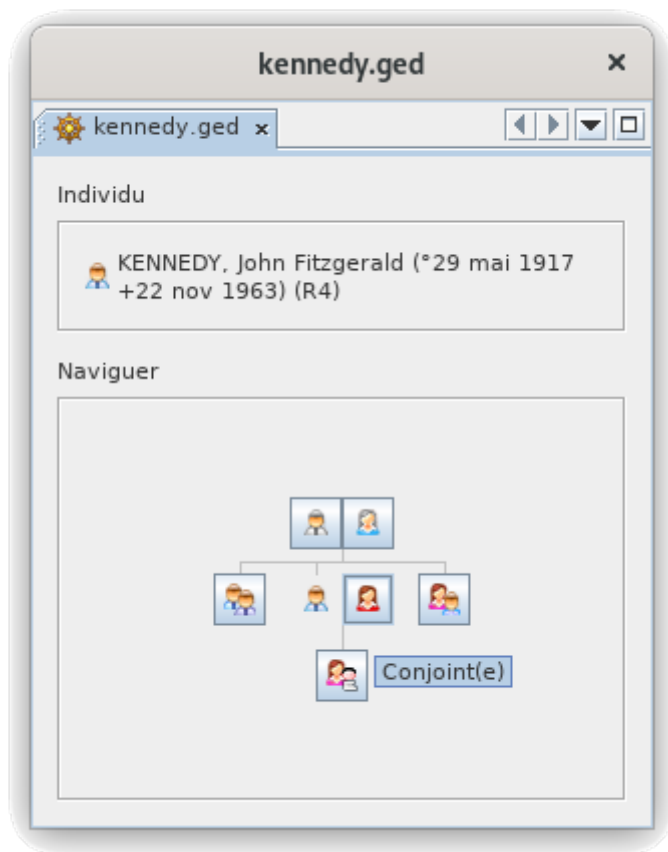 kennedy.ged
kennedy.ged
Individu
KENNEDY, John Fitzgerald (°29 mai 1917
+22 nov 1963) (R4)
Naviguer
Conjoint(e)